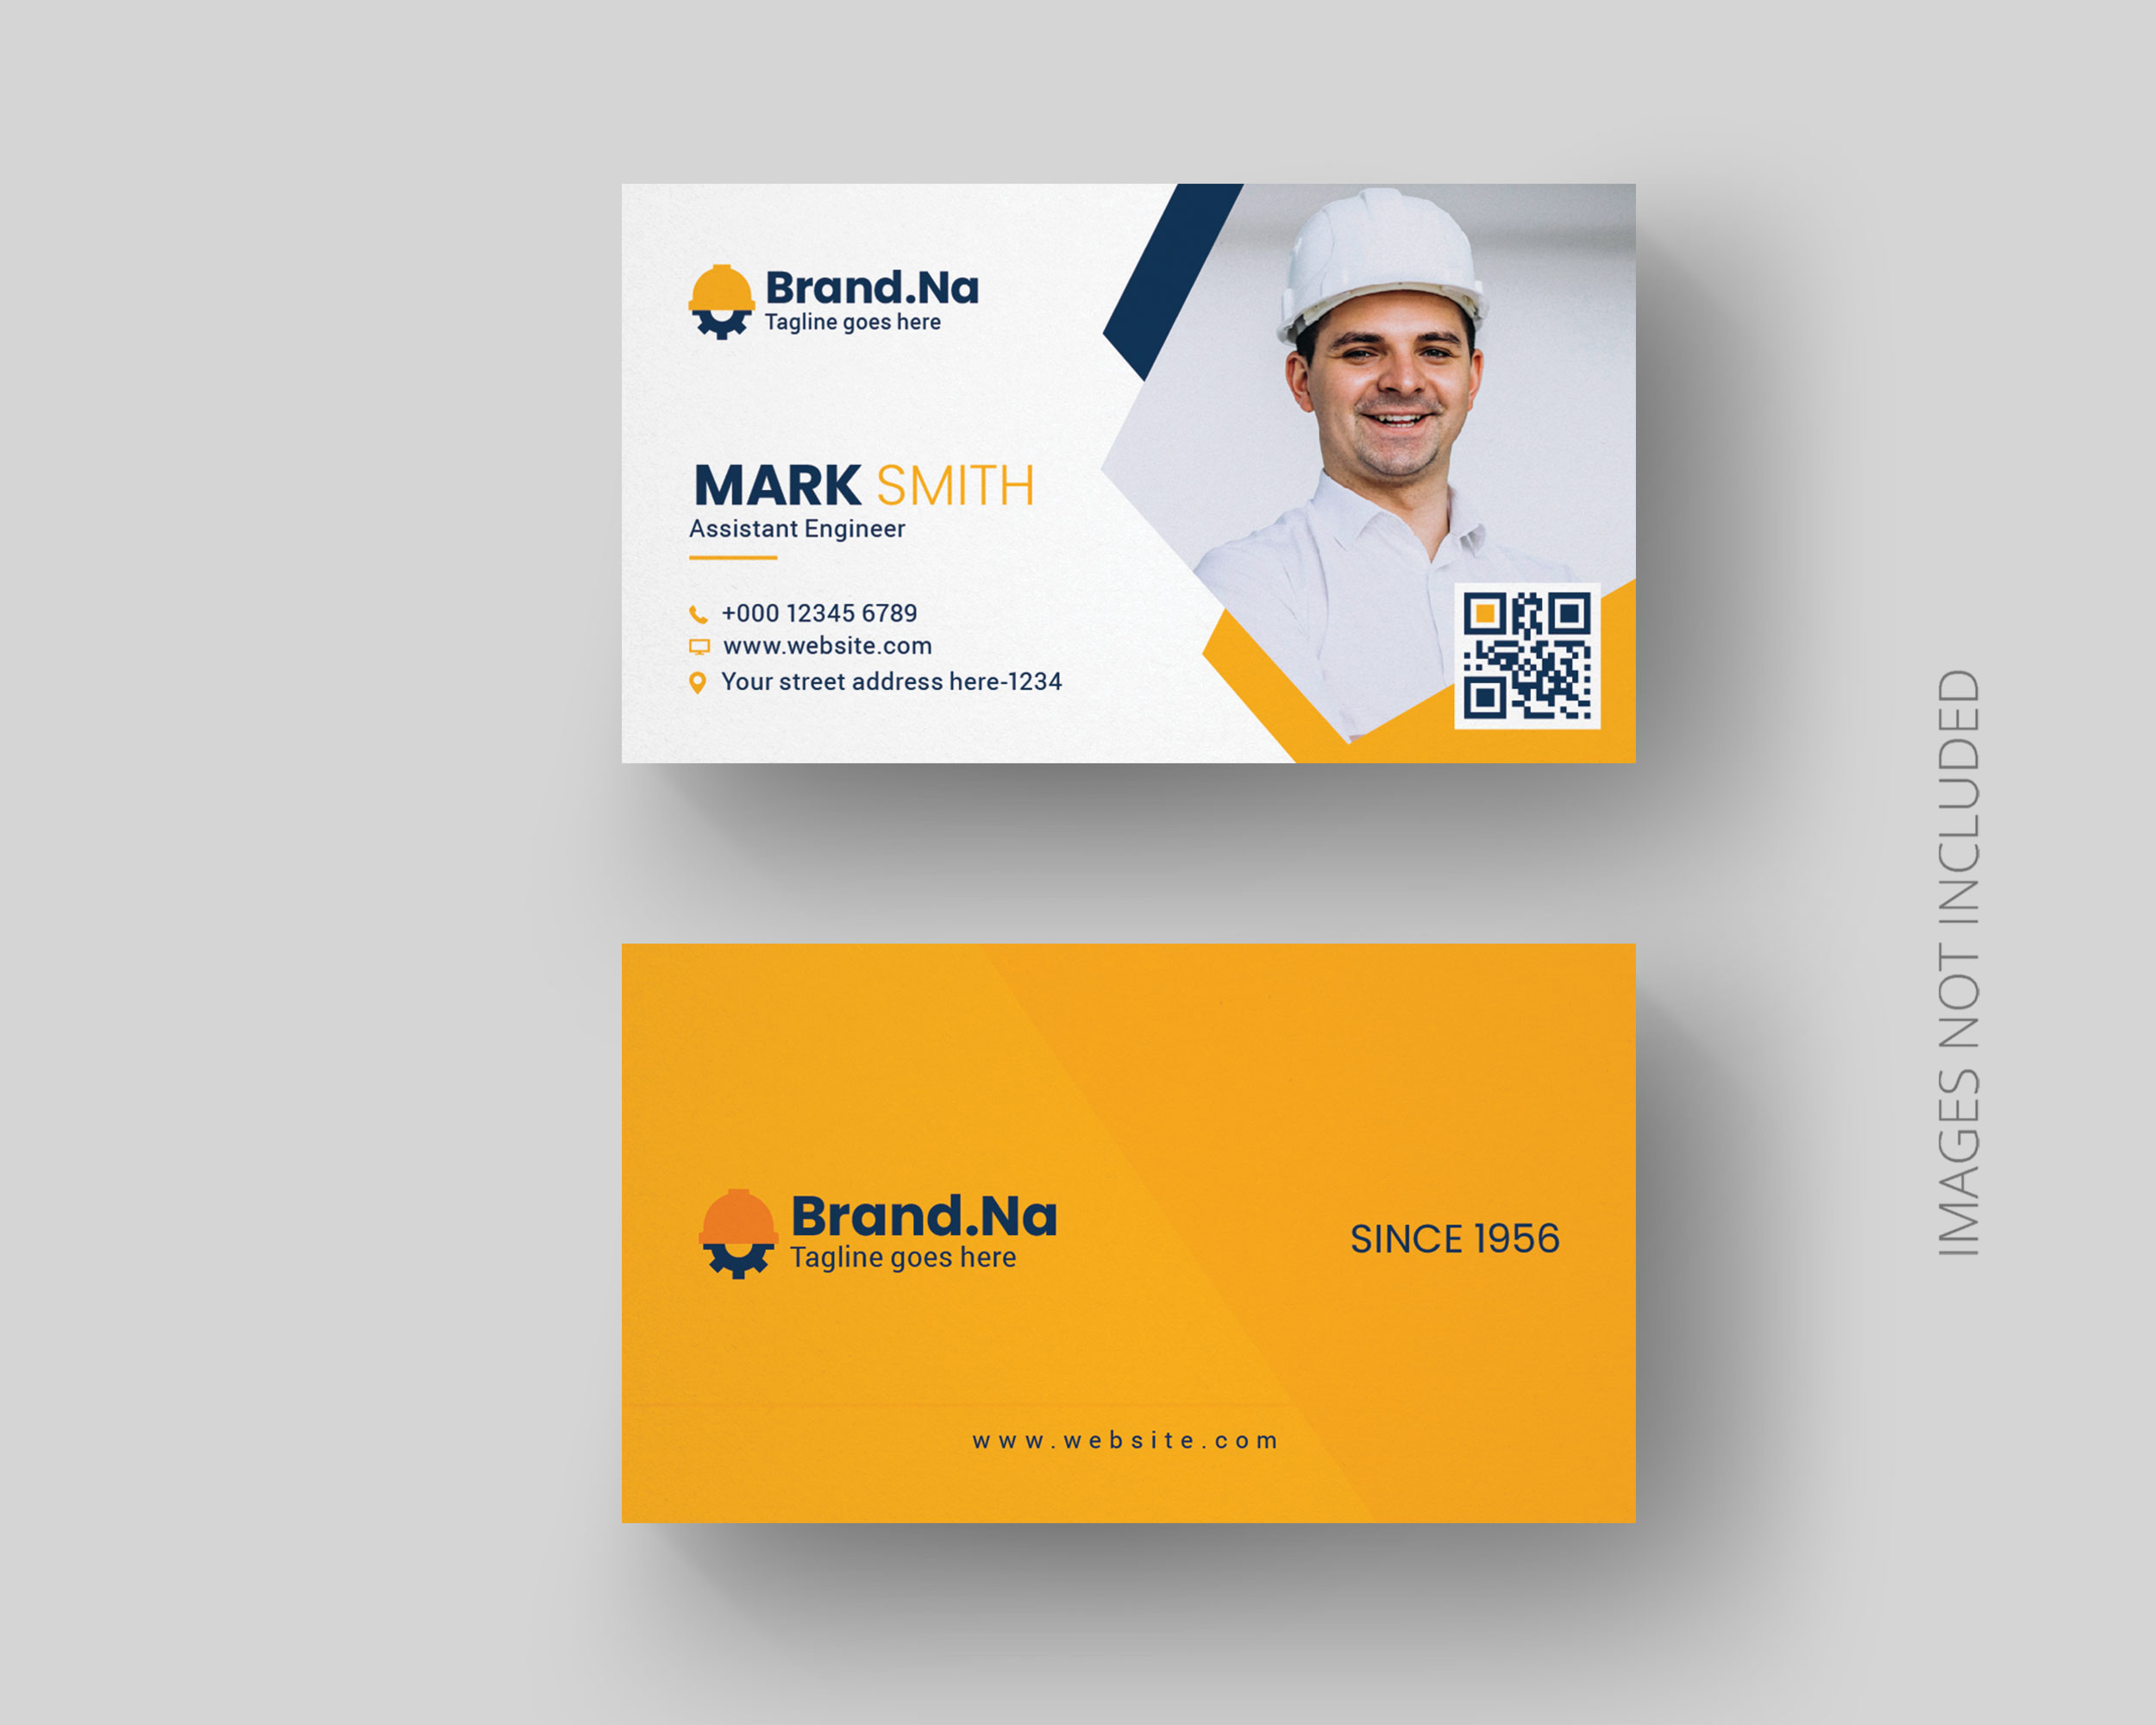 Brand.Na
Tagline goes here
MARK SMITH
Assistant Engineer
+000 12345 6789
www.website.com
Your street address here-1234
Brand.Na
Tagline goes here
SINCE 1956
www.website.com
IMAGES NOT INCLUDED